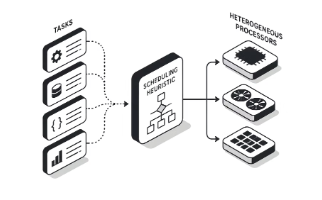 TASKS
SCHEDULING
HEURISTIC
{ }
HETEROGENEOUS
PROCESSORS